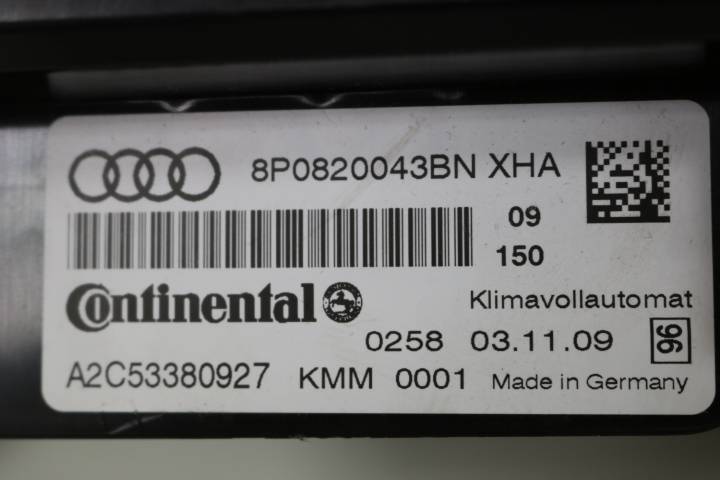 8P0820043BN XHA
09
150
Continental
Klimavollautomat
0258 03.11.09 96
A2C53380927 KMM 0001 Made in Germany